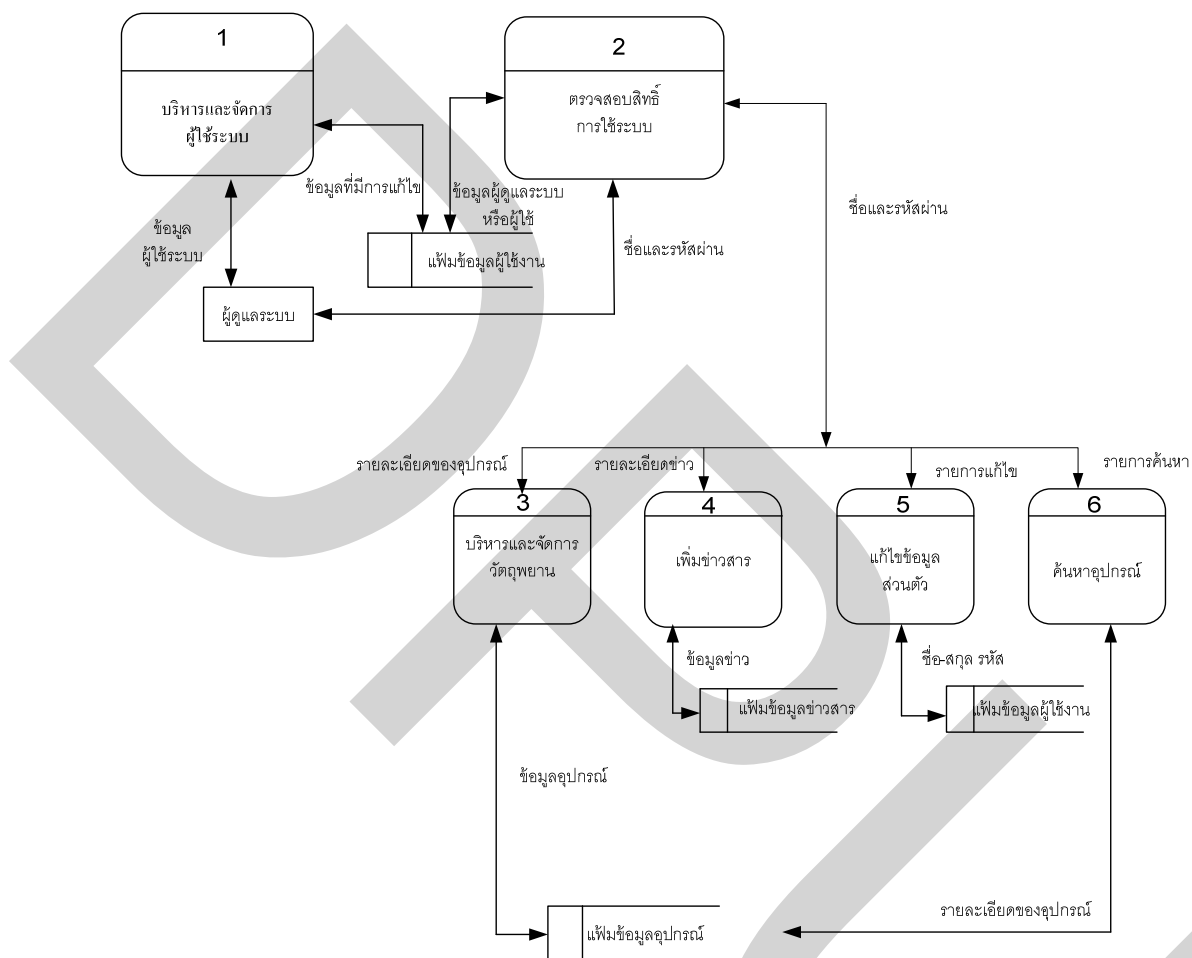 1
บริหารและจัดการ
ผู้ใช้ระบบ
2
ตรวจสอบสิทธิ์
การใช้ระบบ
ข้อมูลที่มีการแก้ไข
ข้อมูลผู้ดูแลระบบ
หรือผู้ใช้
ข้อมูล
ผู้ใช้ระบบ
แฟ้มข้อมูลผู้ใช้งาน
ชื่อและรหัสผ่าน
ชื่อและรหัสผ่าน
ผู้ดูแลระบบ
รายละเอียดของอุปกรณ์
รายละเอียดข่าว
รายการแก้ไข
รายการค้นหา
3
บริหารและจัดการ
วัตถุพยาน
4
เพิ่มข่าวสาร
5
แก้ไขข้อมูล
ส่วนตัว
6
ค้นหาอุปกรณ์
ข้อมูลข่าว
ชื่อ-สกุล รหัส
แฟ้มข้อมูลข่าวสาร
แฟ้มข้อมูลผู้ใช้งาน
ข้อมูลอุปกรณ์
รายละเอียดของอุปกรณ์
แฟ้มข้อมูลอุปกรณ์